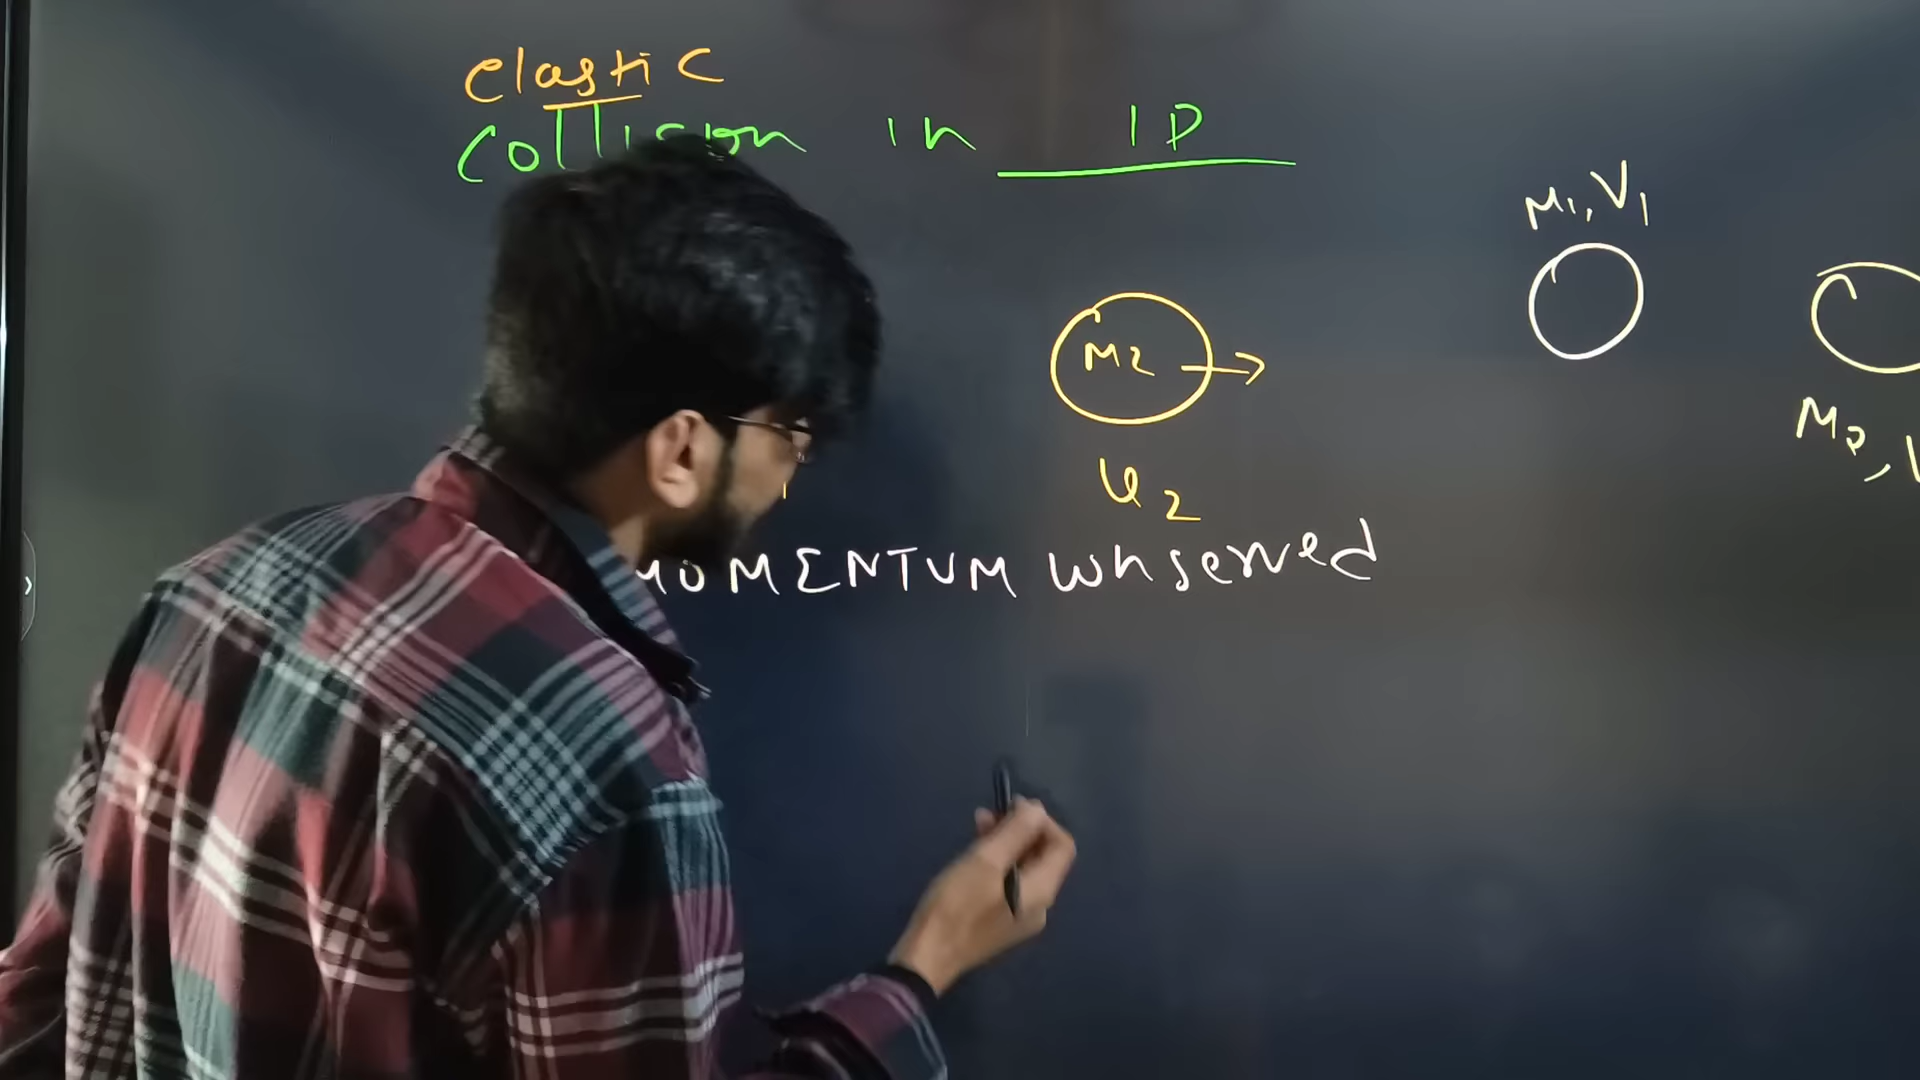 elastic
collision in 1D
M1, V1
M2
M2,
u2
MOMENTUM conserved